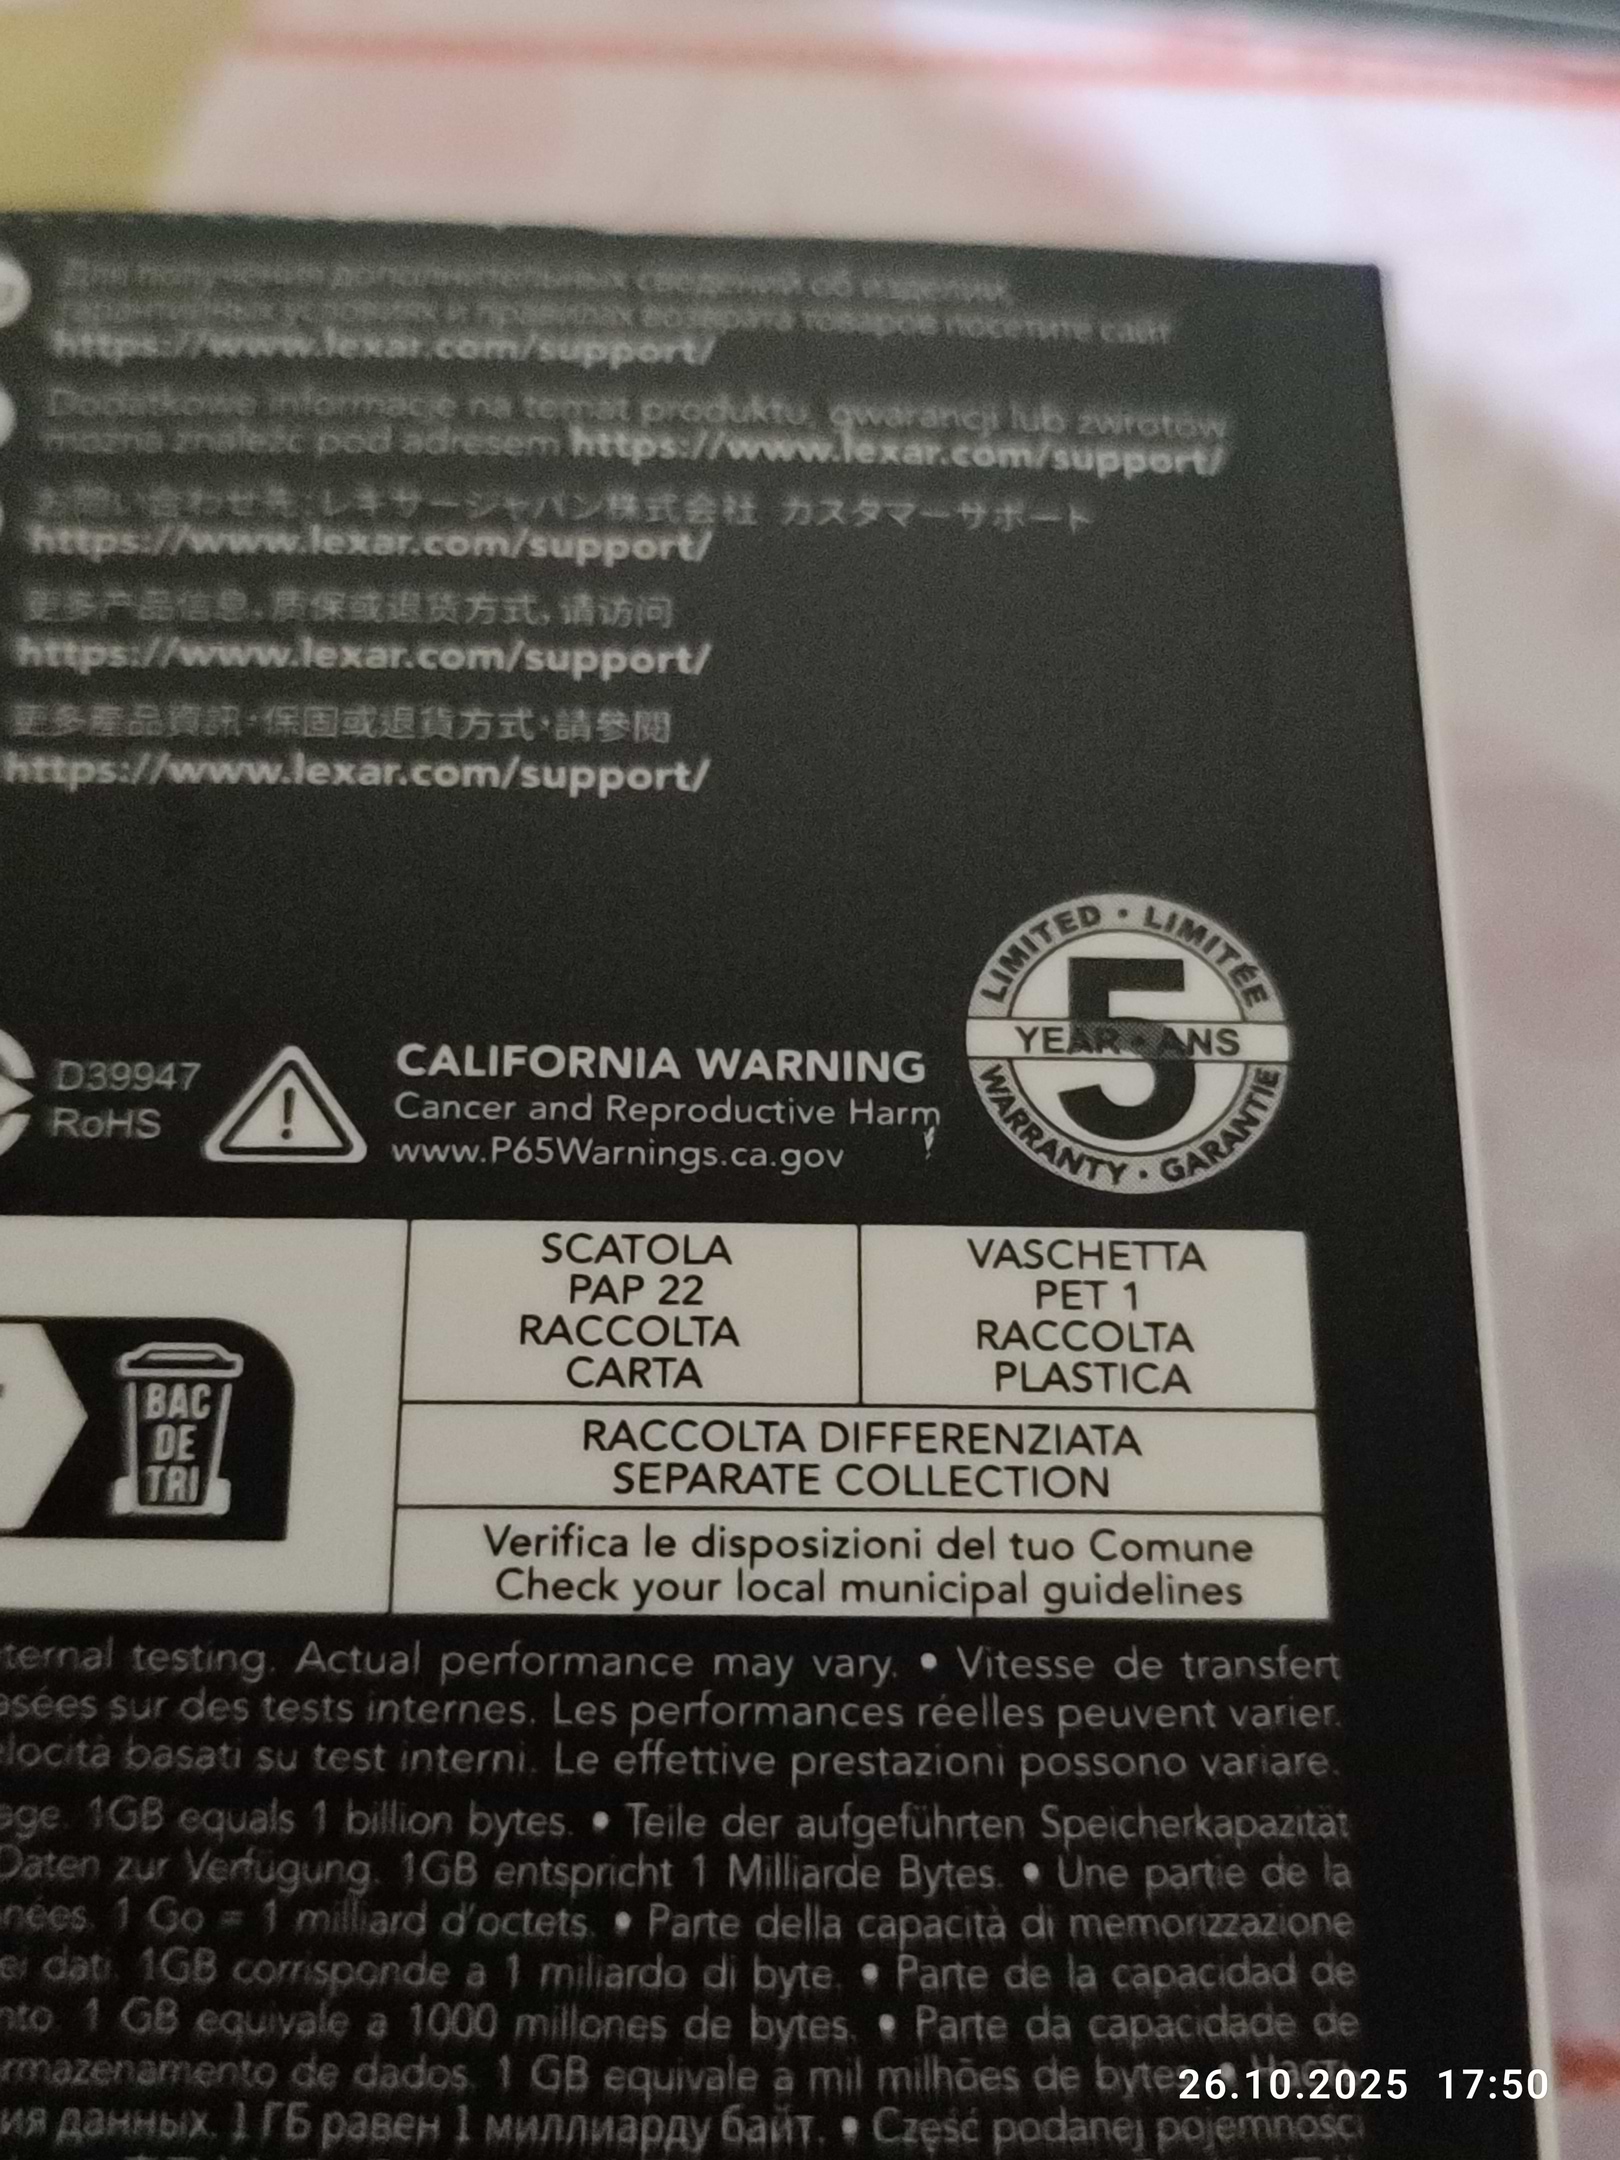 Для получения дополнительных сведений об изделии,
гарантийных условиях и правилах возврата товаров посетите сайт
https://www.lexar.com/support/
Dodatkowe informacje na temat produktu, gwarancji lub zwrotów
można znaleźć pod adresem https://www.lexar.com/support/
お問い合わせ先:レキサージャパン株式会社 カスタマーサポート
https://www.lexar.com/support/
更多产品信息,质保或退货方式,请访问
https://www.lexar.com/support/
更多產品資訊,保固或退貨方式,請參閱
https://www.lexar.com/support/
LIMITED • LIMITÉE
5
YEAR • ANS
WARRANTY • GARANTIE
D39947
RoHS
CALIFORNIA WARNING
Cancer and Reproductive Harm
www.P65Warnings.ca.gov
BAC
DE
TRI
SCATOLA
PAP 22
RACCOLTA
CARTA
VASCHETTA
PET 1
RACCOLTA
PLASTICA
RACCOLTA DIFFERENZIATA
SEPARATE COLLECTION
Verifica le disposizioni del tuo Comune
Check your local municipal guidelines
ternal testing. Actual performance may vary. • Vitesse de transfert
asées sur des tests internes. Les performances réelles peuvent varier.
elocità basati su test interni. Le effettive prestazioni possono variare.
age. 1GB equals 1 billion bytes. • Teile der aufgeführten Speicherkapazität
Daten zur Verfügung. 1GB entspricht 1 Milliarde Bytes. • Une partie de la
nées. 1 Go = 1 milliard d'octets. • Parte della capacità di memorizzazione
ei dati. 1GB corrisponde a 1 miliardo di byte. • Parte de la capacidad de
nto. 1 GB equivale a 1000 millones de bytes. • Parte da capacidade de
rmazenamento de dados. 1 GB equivale a mil milhões de bytes.
ия данных. 1 ГБ равен 1 миллиарду байт. • Część podanej pojemności
26.10.2025 17:50